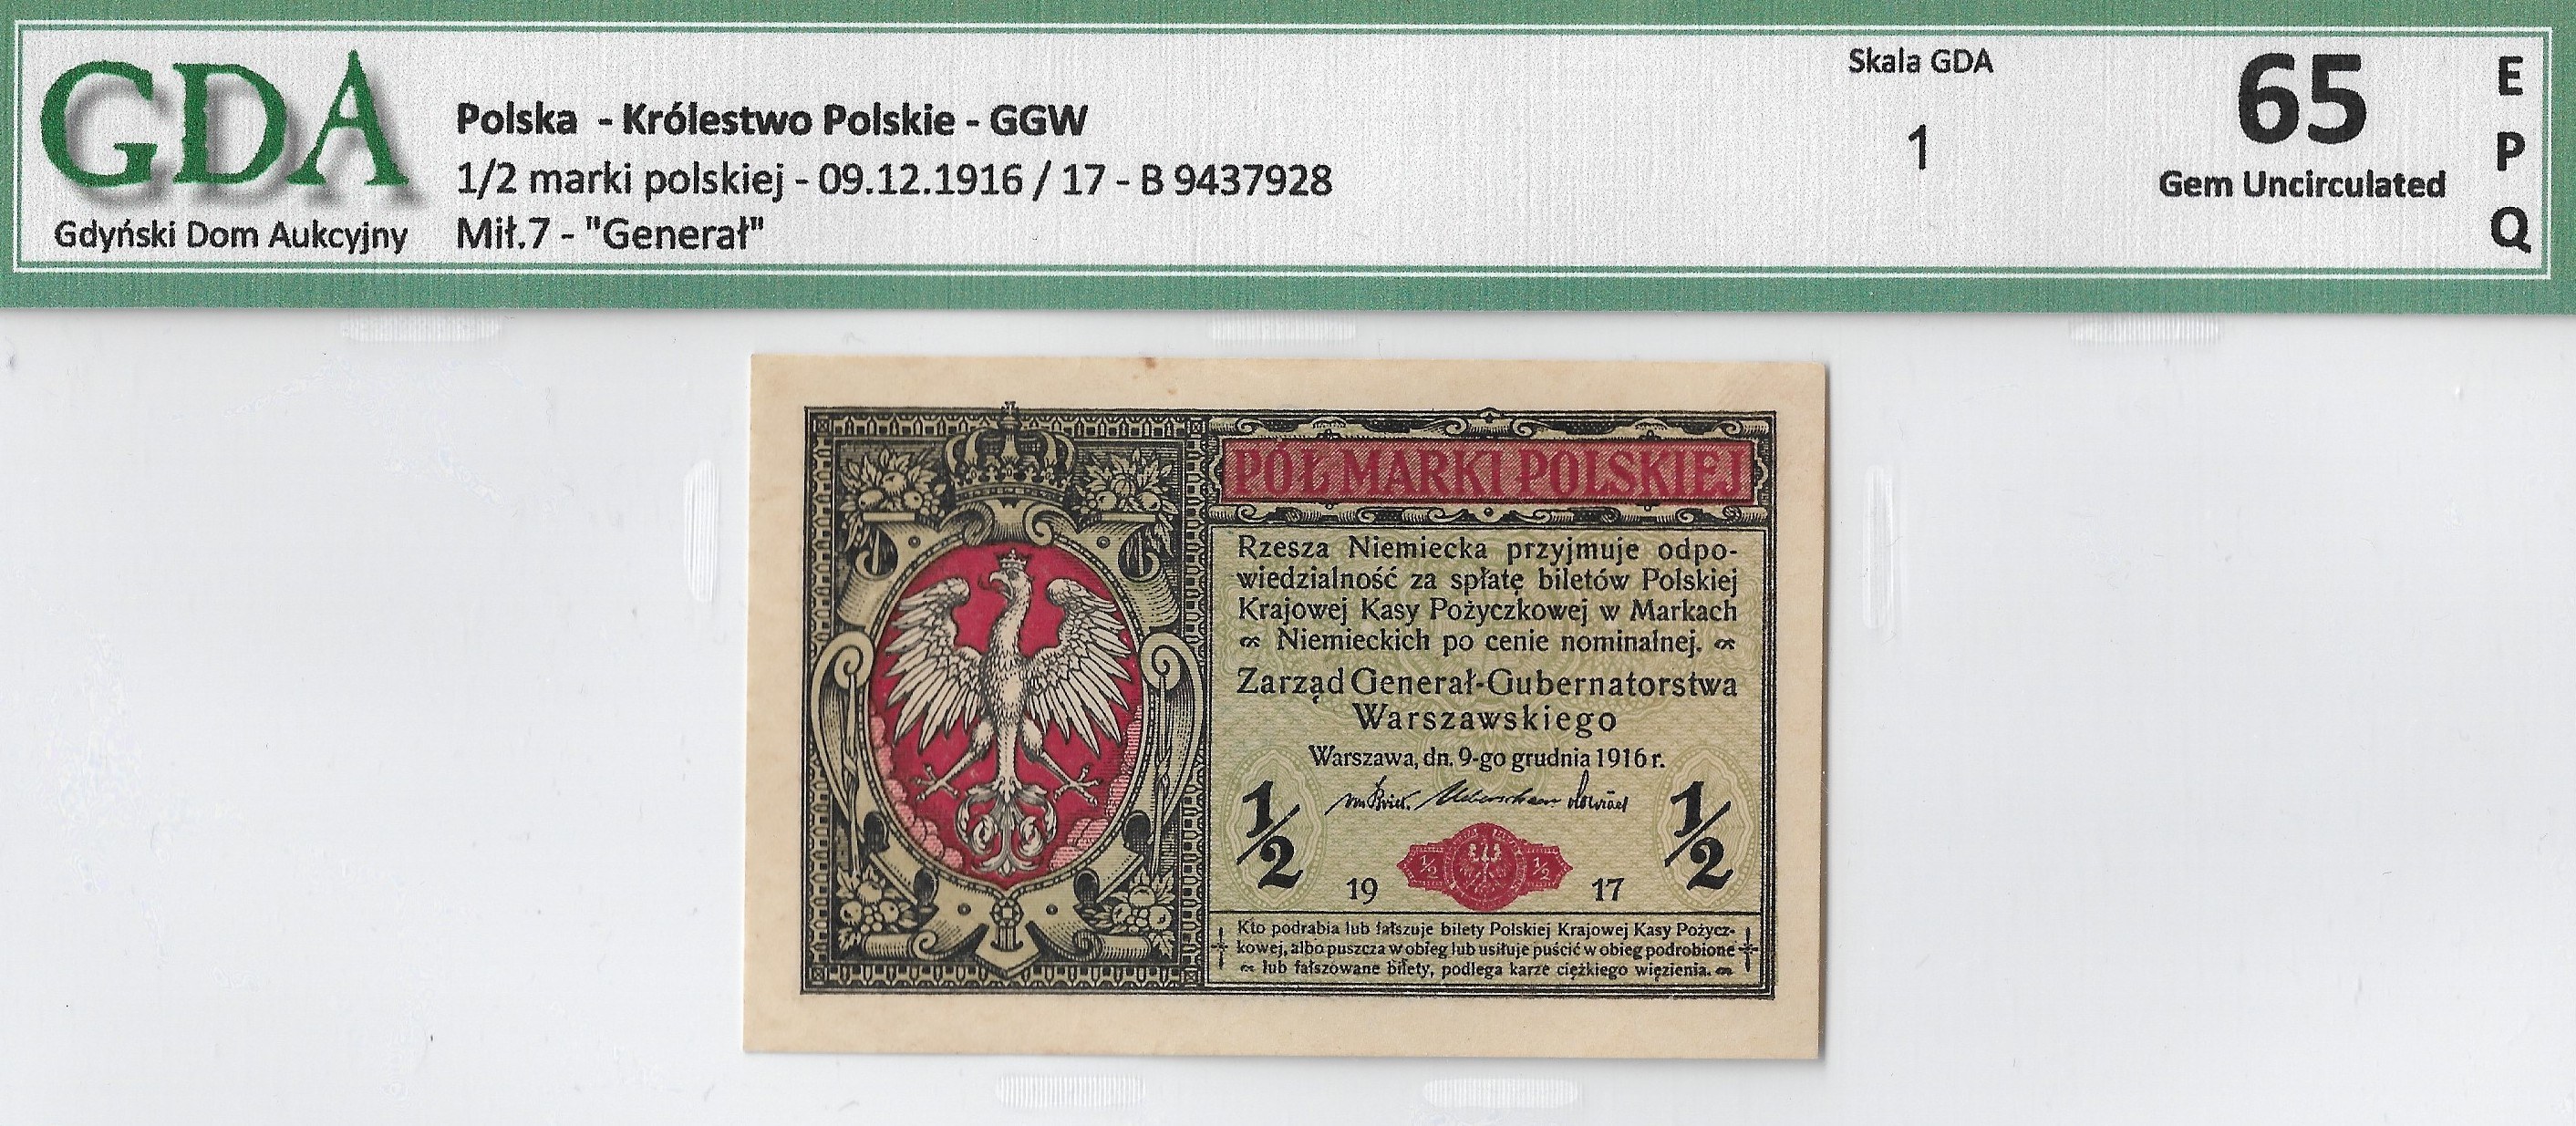 GDA
Gdyński Dom Aukcyjny
Polska - Królestwo Polskie - GGW
1/2 marki polskiej - 09.12.1916 / 17 - B 9437928
Mił.7 - "Generał"
Skala GDA
1
65
Gem Uncirculated
E
P
Q
PÓŁ MARKI POLSKIEJ
Rzesza Niemiecka przyjmuje odpo-
wiedzialność za spłatę biletów Polskiej
Krajowej Kasy Pożyczkowej w Markach
Niemieckich po cenie nominalnej.
Zarząd Generał-Gubernatorstwa
Warszawskiego
Warszawa, dn. 9-go grudnia 1916 r.
1/2
1/2
1/2
1/2
19 17
Kto podrabia lub fałszuje bilety Polskiej Krajowej Kasy Pożycz-
kowej, albo puszcza w obieg lub usiłuje puścić w obieg podrobione
lub fałszowane bilety, podlega karze ciężkiego więzienia.